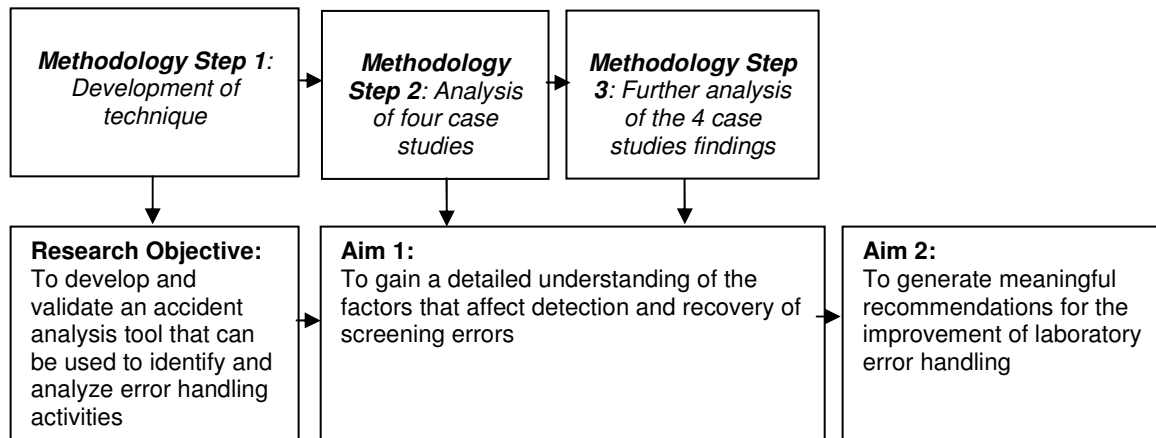 Methodology Step 1:
Development of
technique
Methodology
Step 2: Analysis
of four case
studies
Methodology Step
3: Further analysis
of the 4 case
studies findings
Research Objective:
To develop and
validate an accident
analysis tool that can
be used to identify and
analyze error handling
activities
Aim 1:
To gain a detailed understanding of the
factors that affect detection and recovery of
screening errors
Aim 2:
To generate meaningful
recommendations for the
improvement of laboratory
error handling